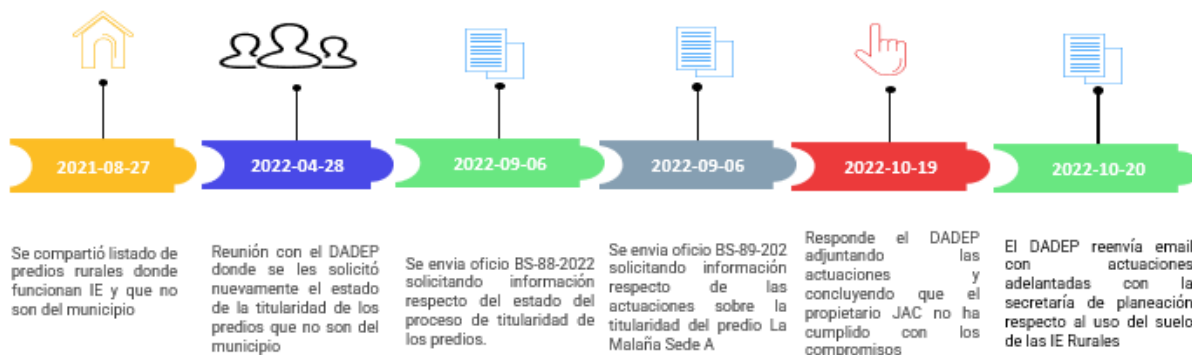 2021-08-27
2022-04-28
2022-09-06
2022-09-06
2022-10-19
2022-10-20
Se compartió listado de
predios rurales donde
funcionan IE y que no
son del municipio
Reunión con el DADEP
donde se les solicitó
nuevamente el estado
de la titularidad de los
predios que no son del
municipio
Se envia oficio BS-88-2022
solicitando información
respecto del estado del
proceso de titularidad de
los predios.
Se envia oficio BS-89-202
solicitando información
respecto de las
actuaciones sobre la
titularidad del predio La
Malaña Sede A
Responde el DADEP
adjuntando las
actuaciones y
concluyendo que el
propietario JAC no ha
cumplido con los
compromisos
El DADEP reenvía email
con actuaciones
adelantadas con la
secretaría de planeación
respecto al uso del suelo
de las IE Rurales